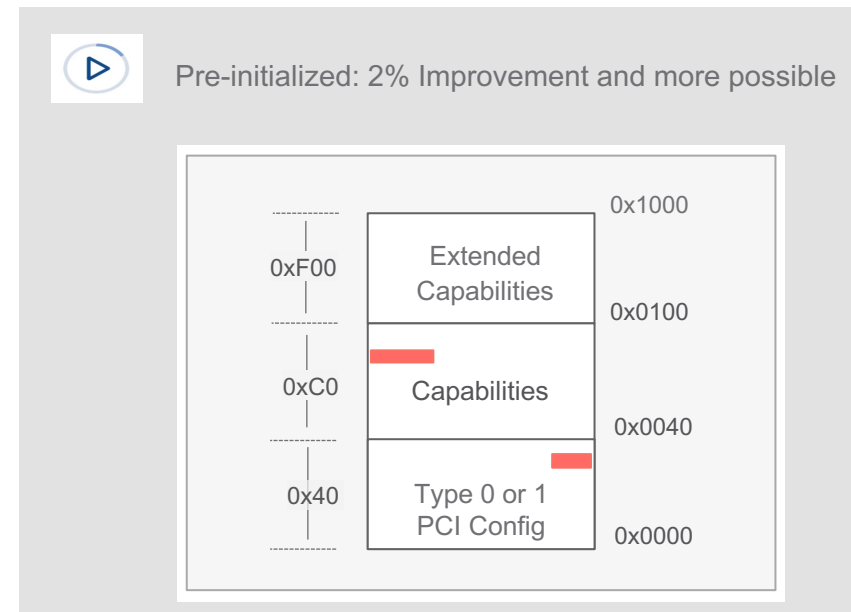 Pre-initialized: 2% Improvement and more possible
0x1000
0xF00
Extended
Capabilities
0x0100
0xC0
Capabilities
0x0040
0x40
Type 0 or 1
PCI Config
0x0000